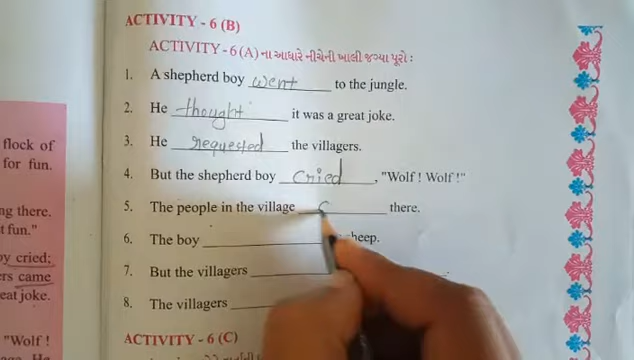 ACTIVITY - 6 (B)
ACTIVITY - 6 (A) ના આધારે નીચેની ખાલી જગ્યા પૂરો :
1. A shepherd boy went to the jungle.
2. He thought it was a great joke.
3. He requested the villagers.
4. But the shepherd boy cried, "Wolf ! Wolf !"
5. The people in the village c there.
6. The boy heep.
7. But the villagers
8. The villagers
ACTIVITY - 6 (C)
flock of
for fun.
ng there.
t fun."
y cried;
ers came
eat joke.
"Wolf !